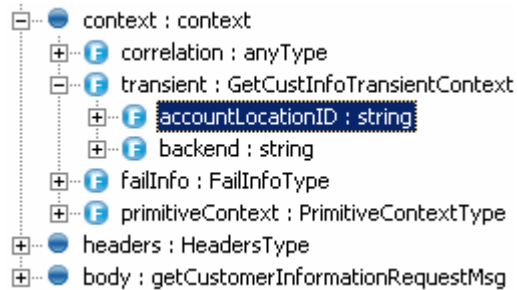 context : context
correlation : anyType
transient : GetCustInfoTransientContext
accountLocationID : string
backend : string
failInfo : FailInfoType
primitiveContext : PrimitiveContextType
headers : HeadersType
body : getCustomerInformationRequestMsg